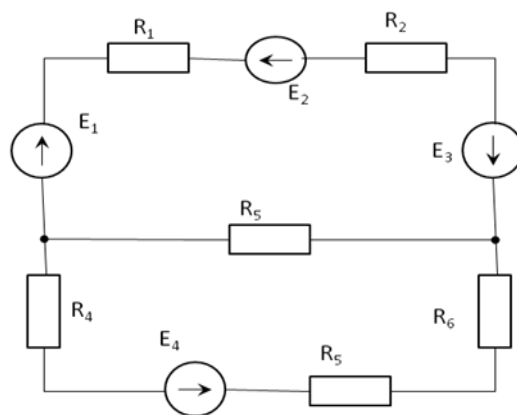 R₁
R₂
E₂
E₁
E₃
R₅
R₄
R₆
E₄
R₅